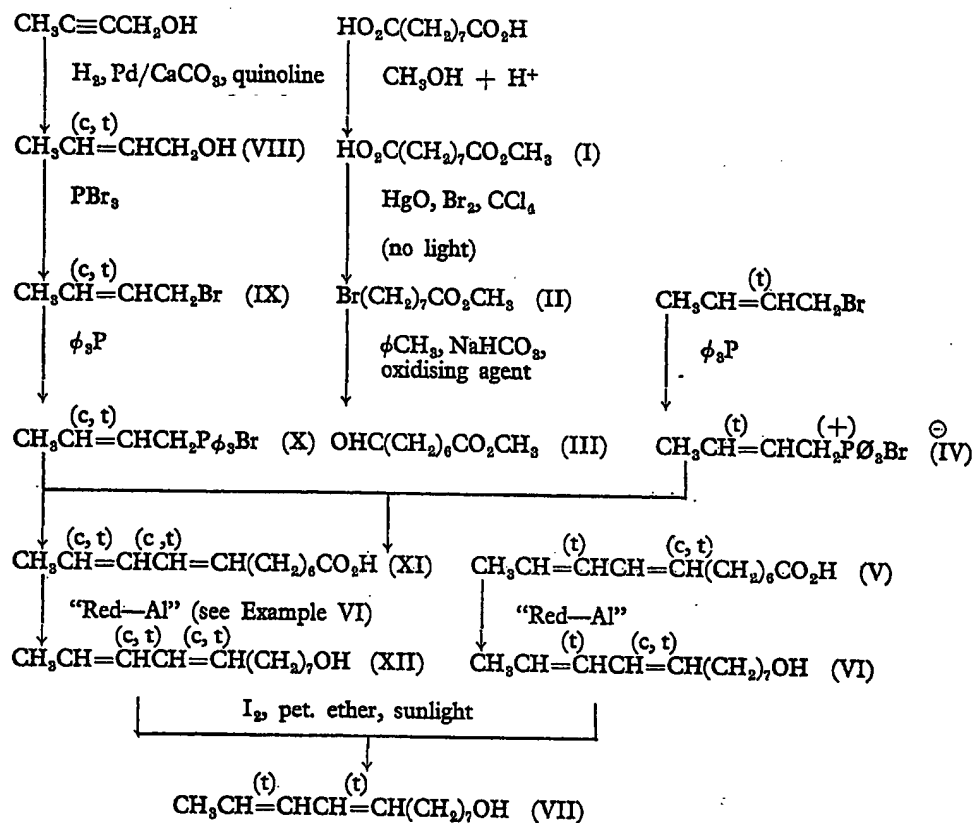 CH₃C≡CCH₂OH HO₂C(CH₂)₇CO₂H
H₂, Pd/CaCO₃, quinoline CH₃OH + H⁺
(c, t)
CH₃CH=CHCH₂OH (VIII) HO₂C(CH₂)₇CO₂CH₃ (I)
PBr₃ HgO, Br₂, CCl₄
(no light)
(c, t) (t)
CH₃CH=CHCH₂Br (IX) Br(CH₂)₇CO₂CH₃ (II) CH₃CH=CHCH₂Br
ϕ₃P ϕCH₃, NaHCO₃, ϕ₃P
oxidising agent
(c, t) (t) (+) ⊖
CH₃CH=CHCH₂Pϕ₃Br (X) OHC(CH₂)₆CO₂CH₃ (III) CH₃CH=CHCH₂PØ₃Br (IV)
(c, t) (c ,t) (t) (c, t)
CH₃CH=CHCH=CH(CH₂)₆CO₂H (XI) CH₃CH=CHCH=CH(CH₂)₆CO₂H (V)
"Red—Al" (see Example VI) "Red—Al"
(c, t) (c, t) (t) (c, t)
CH₃CH=CHCH=CH(CH₂)₇OH (XII) CH₃CH=CHCH=CH(CH₂)₇OH (VI)
I₂, pet. ether, sunlight
(t) (t)
CH₃CH=CHCH=CH(CH₂)₇OH (VII)